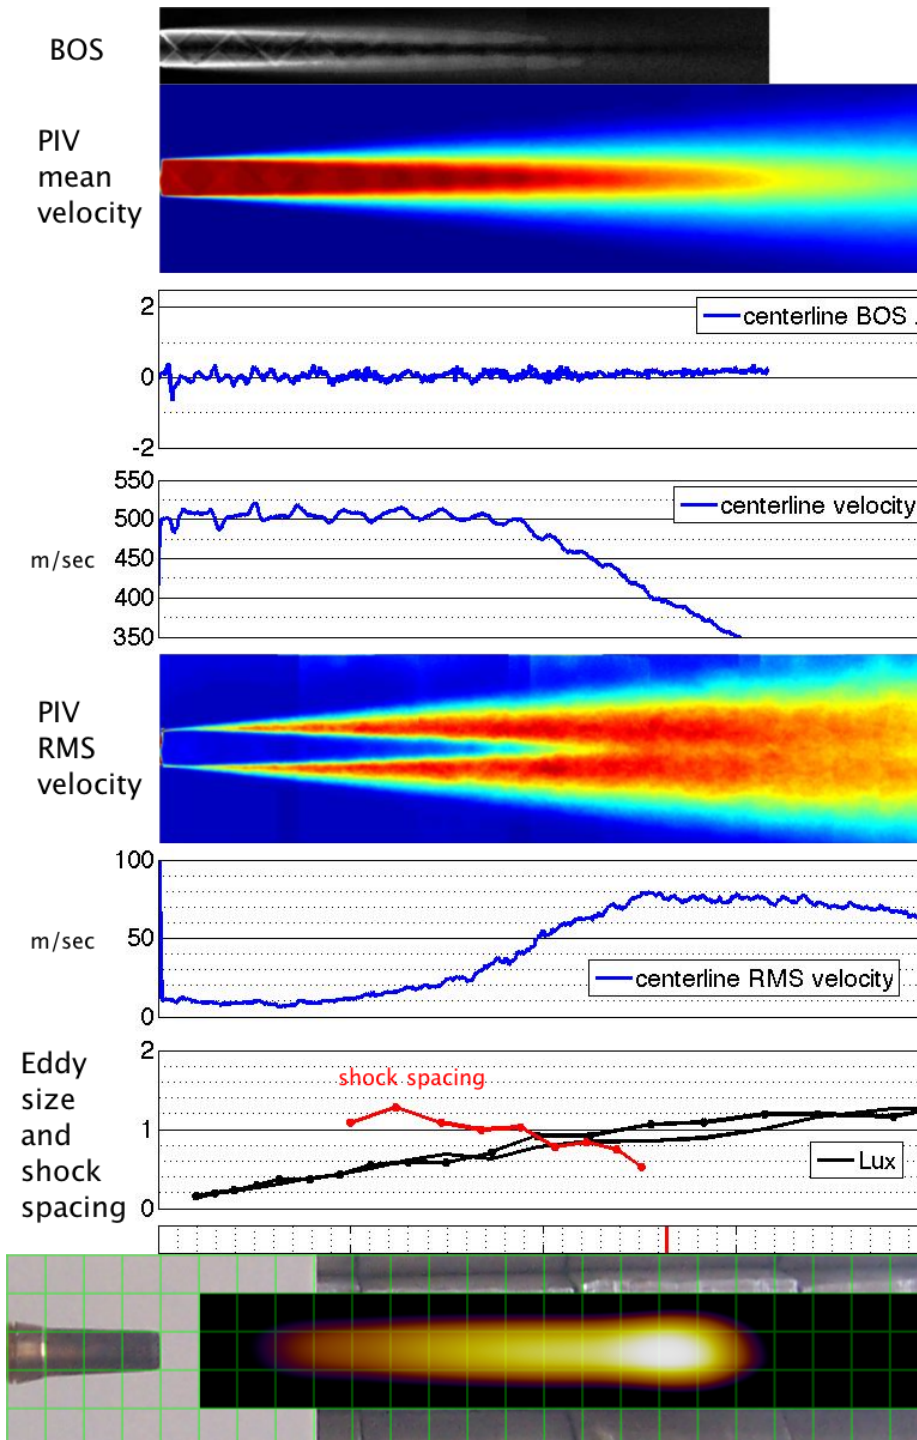 BOS
PIV
mean
velocity
2
0
-2
centerline BOS .
550
500
450
400
350
m/sec
centerline velocity
PIV
RMS
velocity
100
50
0
m/sec
centerline RMS velocity
Eddy
size
and
shock
spacing
2
1
0
shock spacing
Lux